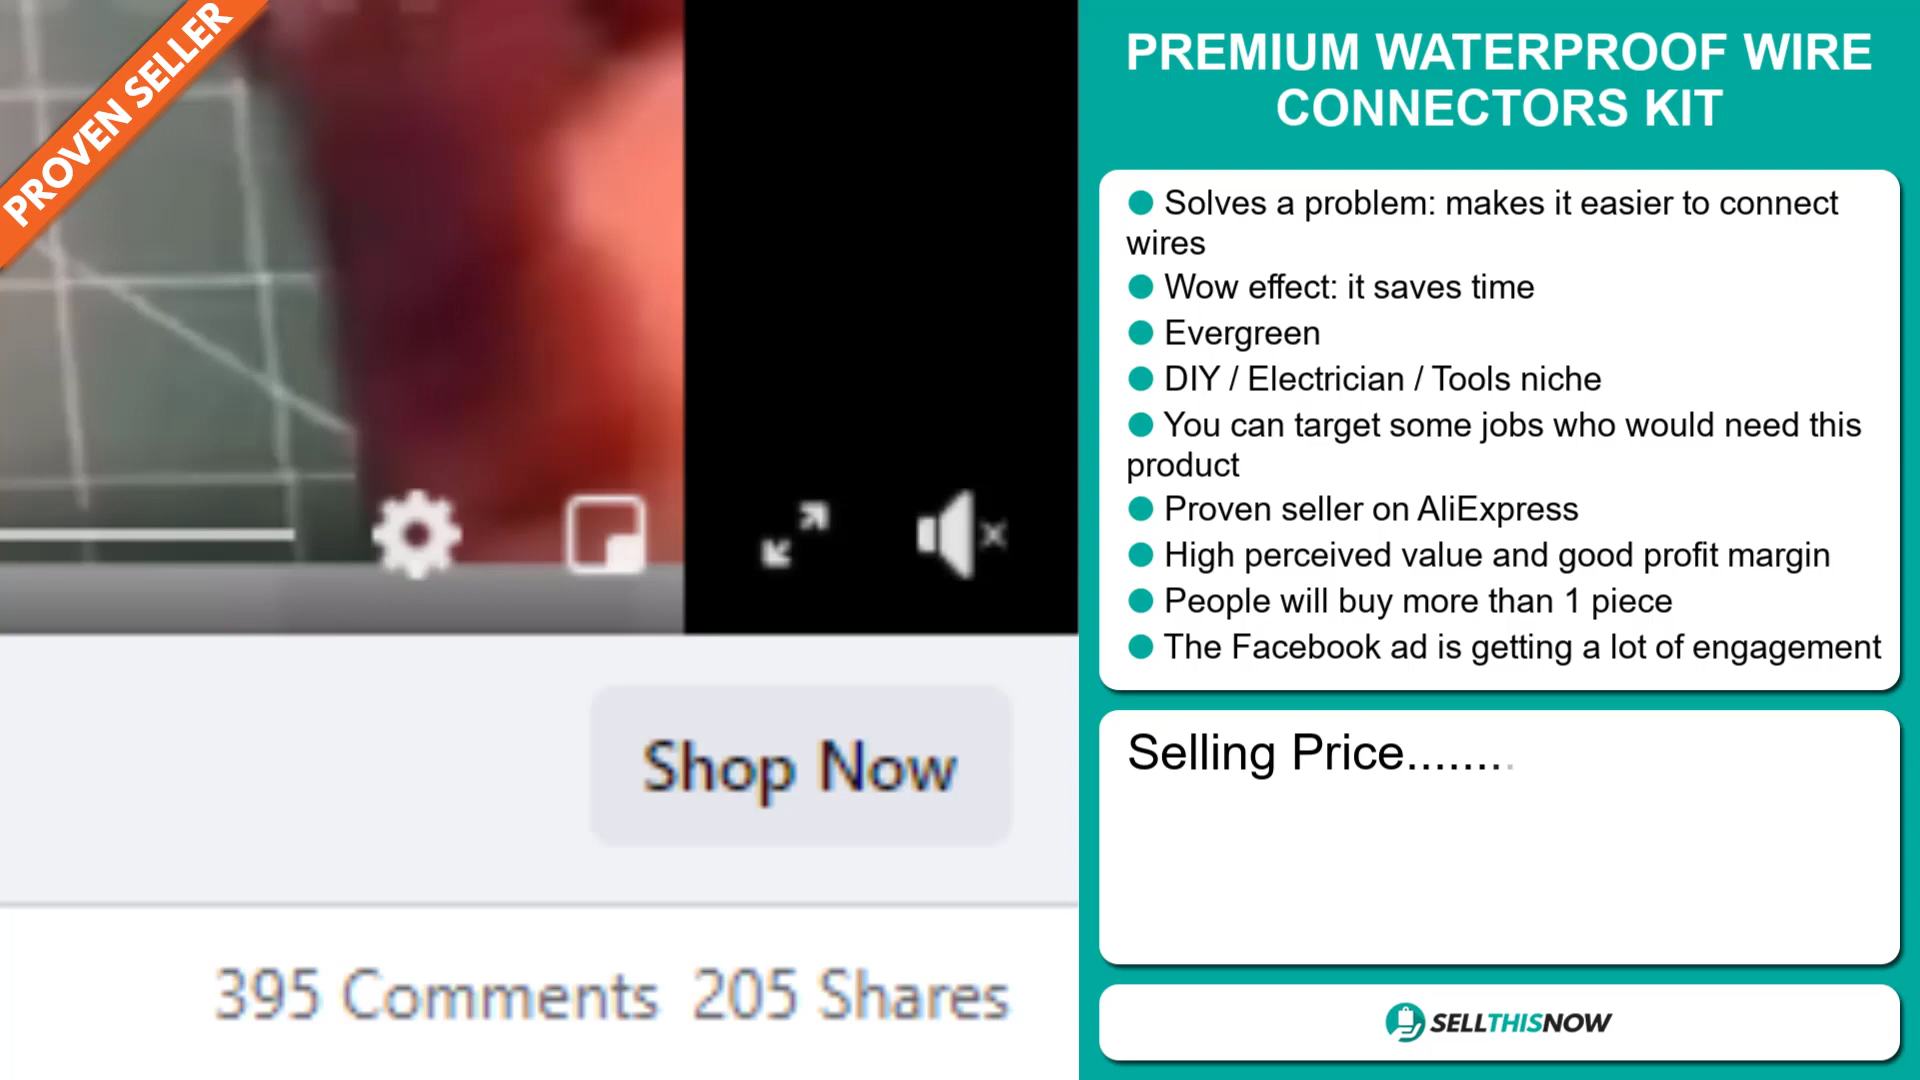 PROVEN SELLER
Shop Now
395 Comments 205 Shares
PREMIUM WATERPROOF WIRE
CONNECTORS KIT
● Solves a problem: makes it easier to connect
wires
● Wow effect: it saves time
● Evergreen
● DIY / Electrician / Tools niche
● You can target some jobs who would need this
product
● Proven seller on AliExpress
● High perceived value and good profit margin
● People will buy more than 1 piece
● The Facebook ad is getting a lot of engagement
Selling Price.........
SELLTHISNOW